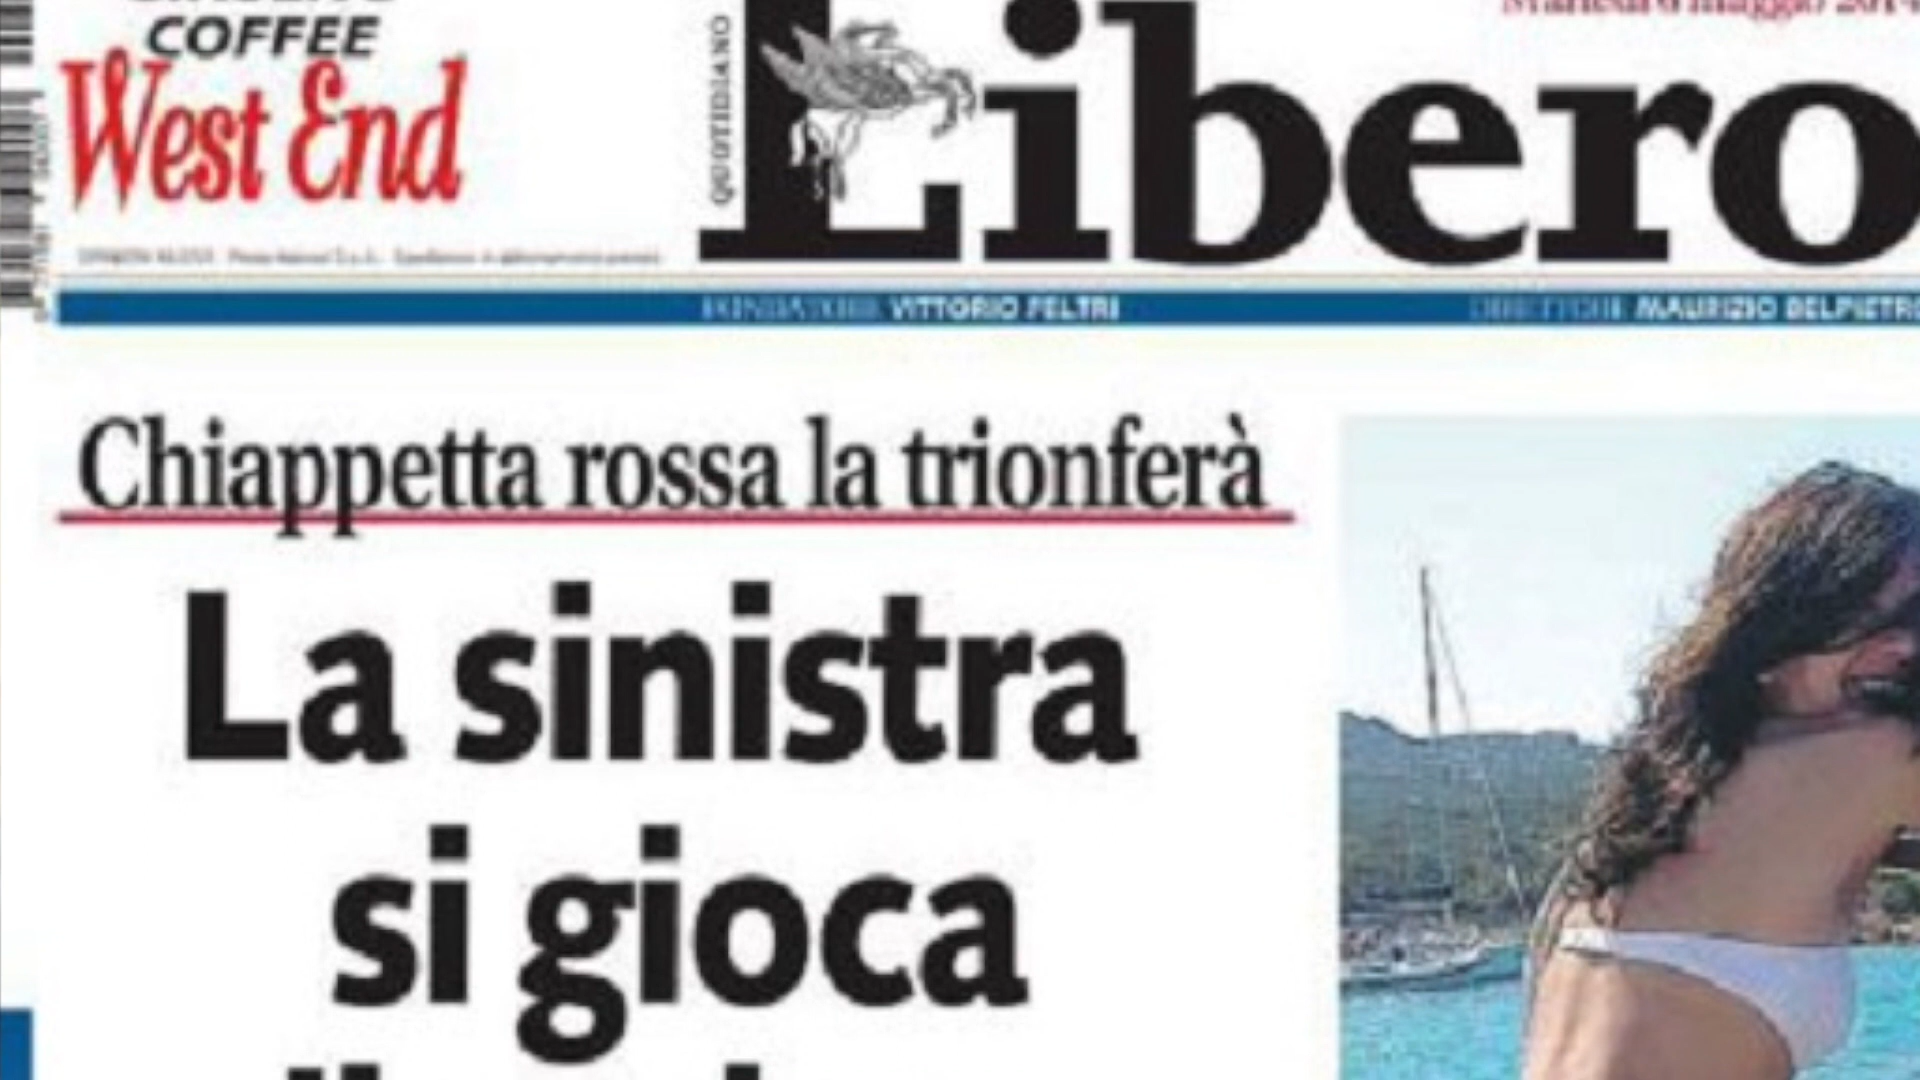 COFFEE
West End
QUOTIDIANO
Libero
FONDATORE VITTORIO FELTRI
DIRETTORE MAURIZIO BELPIETRO
Chiappetta rossa la trionferà
La sinistra
si gioca